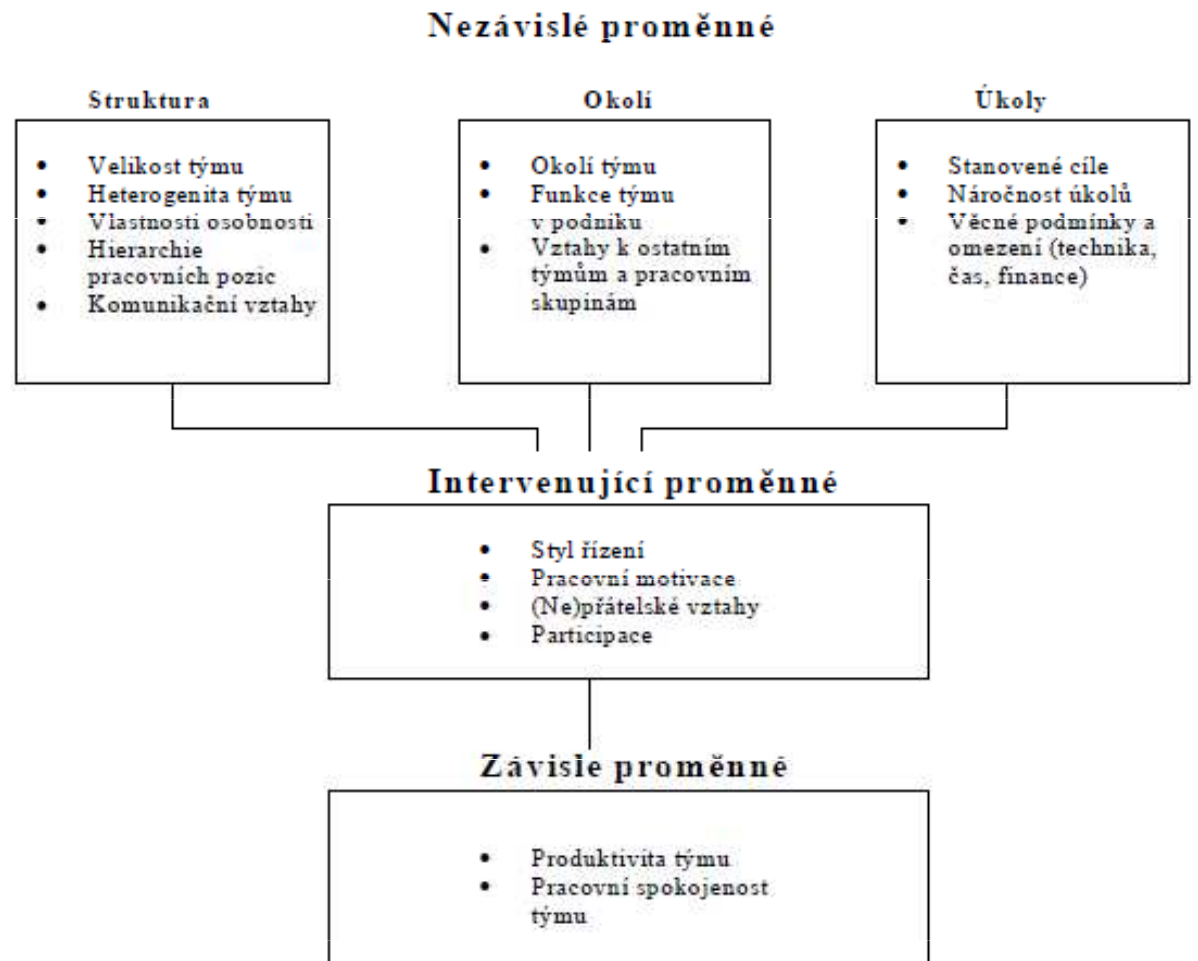 Nezávislé proměnné
Struktura
• Velikost týmu
• Heterogenita týmu
• Vlastnosti osobnosti
• Hierarchie
pracovních pozic
• Komunikační vztahy
Okolí
• Okolí týmu
• Funkce týmu
v podniku
• Vztahy k ostatním
týmům a pracovním
skupinám
Úkoly
• Stanovené cíle
• Náročnost úkolů
• Věcné podmínky a
omezení (technika,
čas, finance)
Intervenující proměnné
• Styl řízení
• Pracovní motivace
• (Ne)přátelské vztahy
• Participace
Závisle proměnné
• Produktivita týmu
• Pracovní spokojenost
týmu